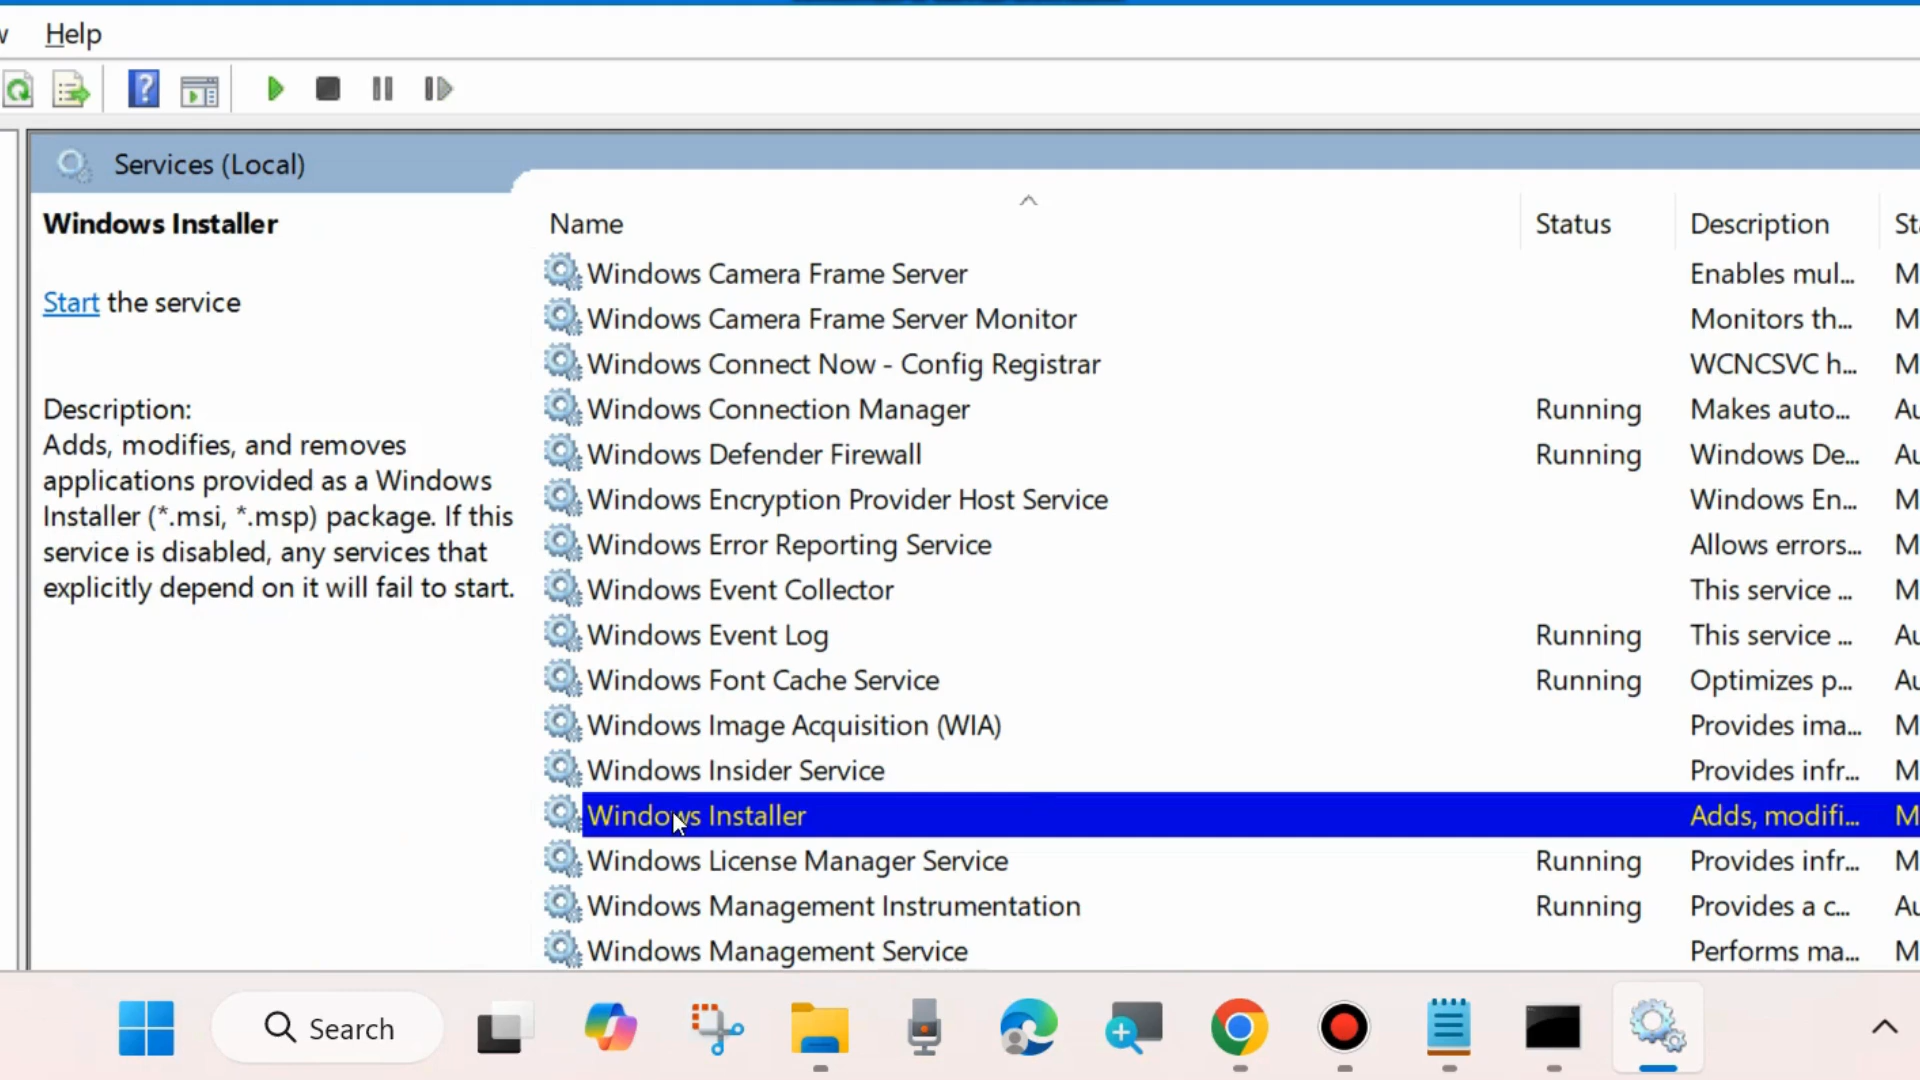 Help
Services (Local)
Windows Installer
Start the service
Description:
Adds, modifies, and removes
applications provided as a Windows
Installer (*.msi, *.msp) package. If this
service is disabled, any services that
explicitly depend on it will fail to start.
Name Status Description St
Windows Camera Frame Server Enables mul... M
Windows Camera Frame Server Monitor Monitors th... M
Windows Connect Now - Config Registrar WCNCSVC h... M
Windows Connection Manager Running Makes auto... Au
Windows Defender Firewall Running Windows De... Au
Windows Encryption Provider Host Service Windows En... M
Windows Error Reporting Service Allows errors... M
Windows Event Collector This service ... M
Windows Event Log Running This service ... Au
Windows Font Cache Service Running Optimizes p... Au
Windows Image Acquisition (WIA) Provides ima... M
Windows Insider Service Provides infr... M
Windows Installer Adds, modifi... M
Windows License Manager Service Running Provides infr... M
Windows Management Instrumentation Running Provides a c... Au
Windows Management Service Performs ma... M
Search